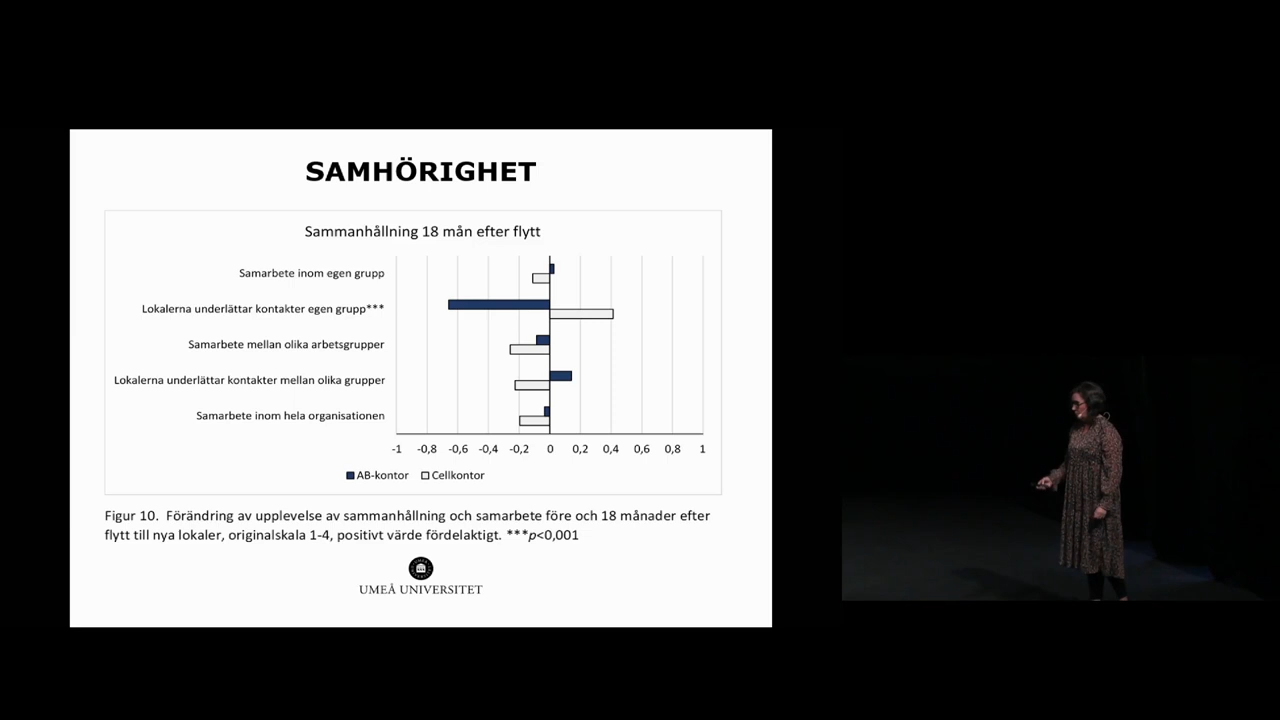 SAMHÖRIGHET
Sammanhållning 18 mån efter flytt
Samarbete inom egen grupp
Lokalerna underlättar kontakter egen grupp***
Samarbete mellan olika arbetsgrupper
Lokalerna underlättar kontakter mellan olika grupper
Samarbete inom hela organisationen
-1 -0,8 -0,6 -0,4 -0,2 0 0,2 0,4 0,6 0,8 1
AB-kontor Cellkontor
Figur 10. Förändring av upplevelse av sammanhållning och samarbete före och 18 månader efter
flytt till nya lokaler, originalskala 1-4, positivt värde fördelaktigt. ***p<0,001
UMEÅ UNIVERSITET